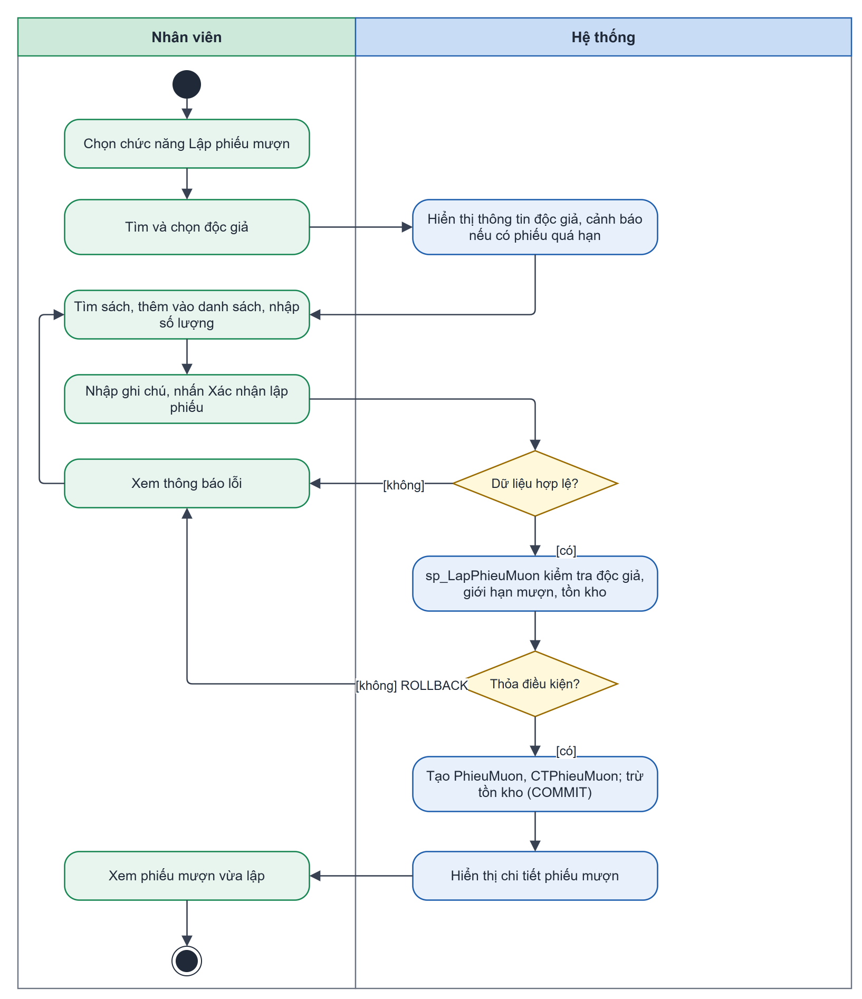 Nhân viên
Hệ thống
Chọn chức năng Lập phiếu mượn
Tìm và chọn độc giả
Hiển thị thông tin độc giả, cảnh báo
nếu có phiếu quá hạn
Tìm sách, thêm vào danh sách, nhập
số lượng
Nhập ghi chú, nhấn Xác nhận lập
phiếu
Xem thông báo lỗi
[không]
Dữ liệu hợp lệ?
[có]
sp_LapPhieuMuon kiểm tra độc giả,
giới hạn mượn, tồn kho
[không] ROLLBACK
Thỏa điều kiện?
[có]
Tạo PhieuMuon, CTPhieuMuon; trừ
tồn kho (COMMIT)
Xem phiếu mượn vừa lập
Hiển thị chi tiết phiếu mượn